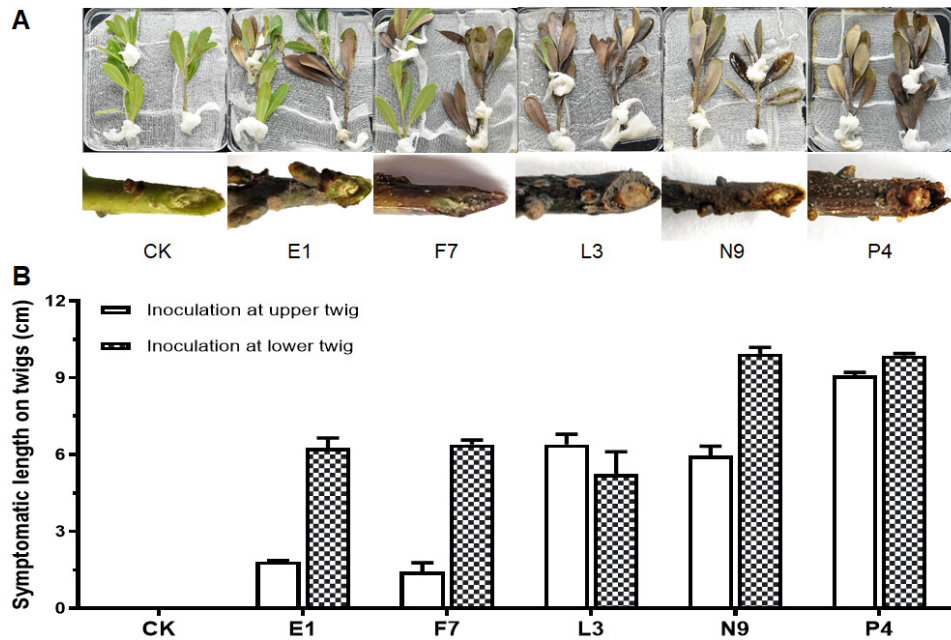 A
CK E1 F7 L3 N9 P4
B
Symptomatic length on twigs (cm)
12
9
6
3
0
Inoculation at upper twig
Inoculation at lower twig
CK E1 F7 L3 N9 P4